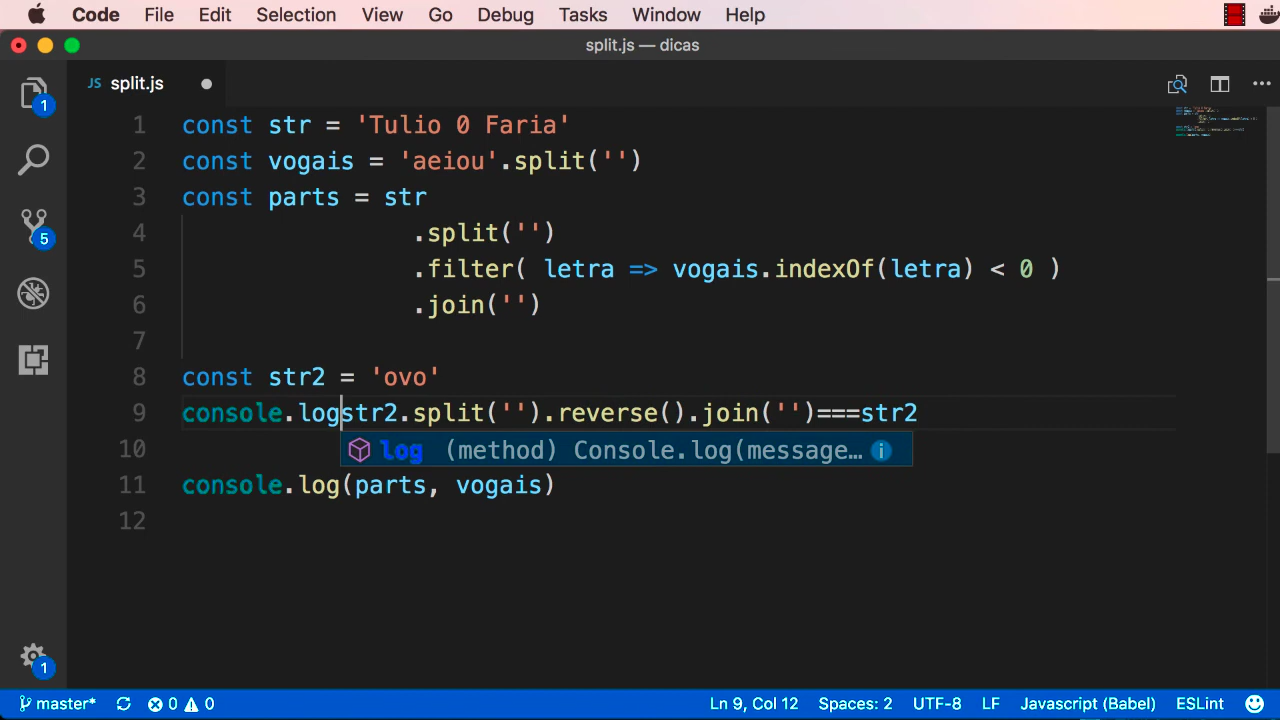 Code File Edit Selection View Go Debug Tasks Window Help
split.js — dicas
JS split.js
1 const str = 'Tulio 0 Faria'
2 const vogais = 'aeiou'.split('')
3 const parts = str
4 .split('')
5 .filter( letra => vogais.indexOf(letra) < 0 )
6 .join('')
7
8 const str2 = 'ovo'
9 console.logstr2.split('').reverse().join('')===str2
10 log (method) Console.log(message…
11 console.log(parts, vogais)
12
1
5
1
master* 0 0 Ln 9, Col 12 Spaces: 2 UTF-8 LF Javascript (Babel) ESLint